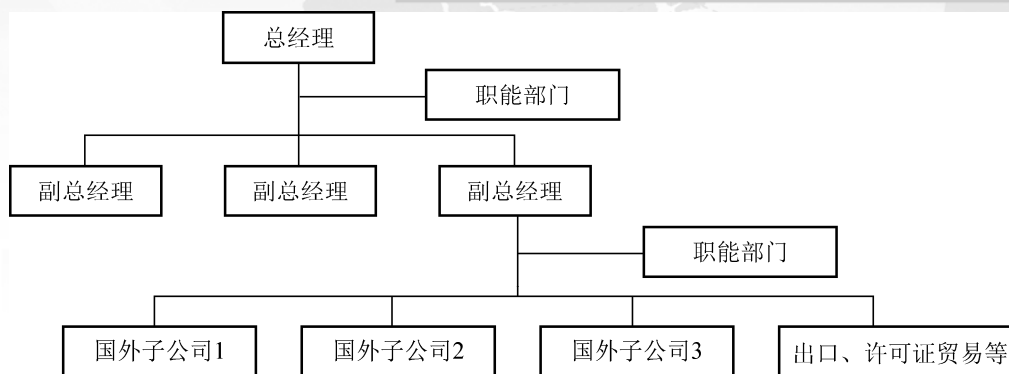 总经理
职能部门
副总经理
副总经理
副总经理
职能部门
国外子公司1
国外子公司2
国外子公司3
出口、许可证贸易等